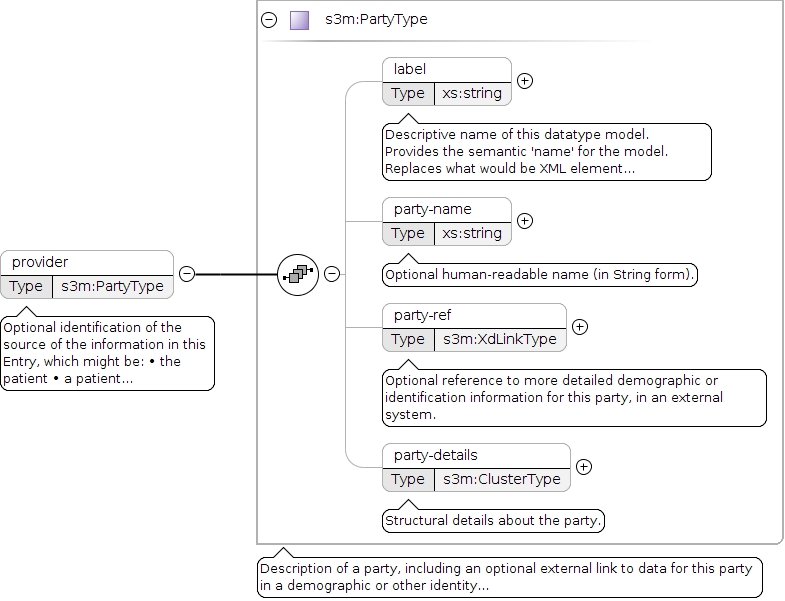 s3m:PartyType
label
Type xs:string
Descriptive name of this datatype model.
Provides the semantic 'name' for the model.
Replaces what would be XML element...
party-name
Type xs:string
Optional human-readable name (in String form).
provider
Type s3m:PartyType
Optional identification of the
source of the information in this
Entry, which might be: • the
patient • a patient...
party-ref
Type s3m:XdLinkType
Optional reference to more detailed demographic or
identification information for this party, in an external
system.
party-details
Type s3m:ClusterType
Structural details about the party.
Description of a party, including an optional external link to data for this party
in a demographic or other identity...